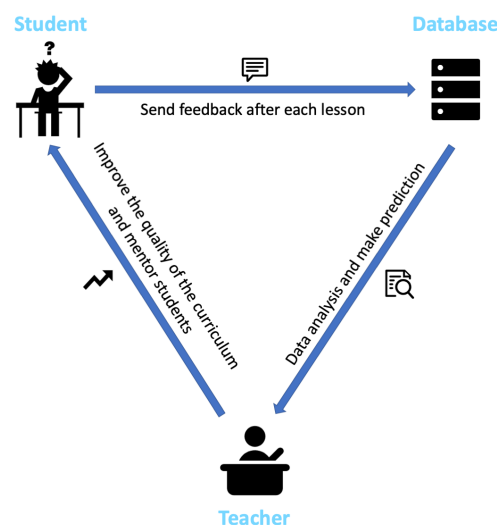 Student
Database
?
Send feedback after each lesson
Improve the quality of the curriculum
and mentor students
Data analysis and make prediction
Teacher